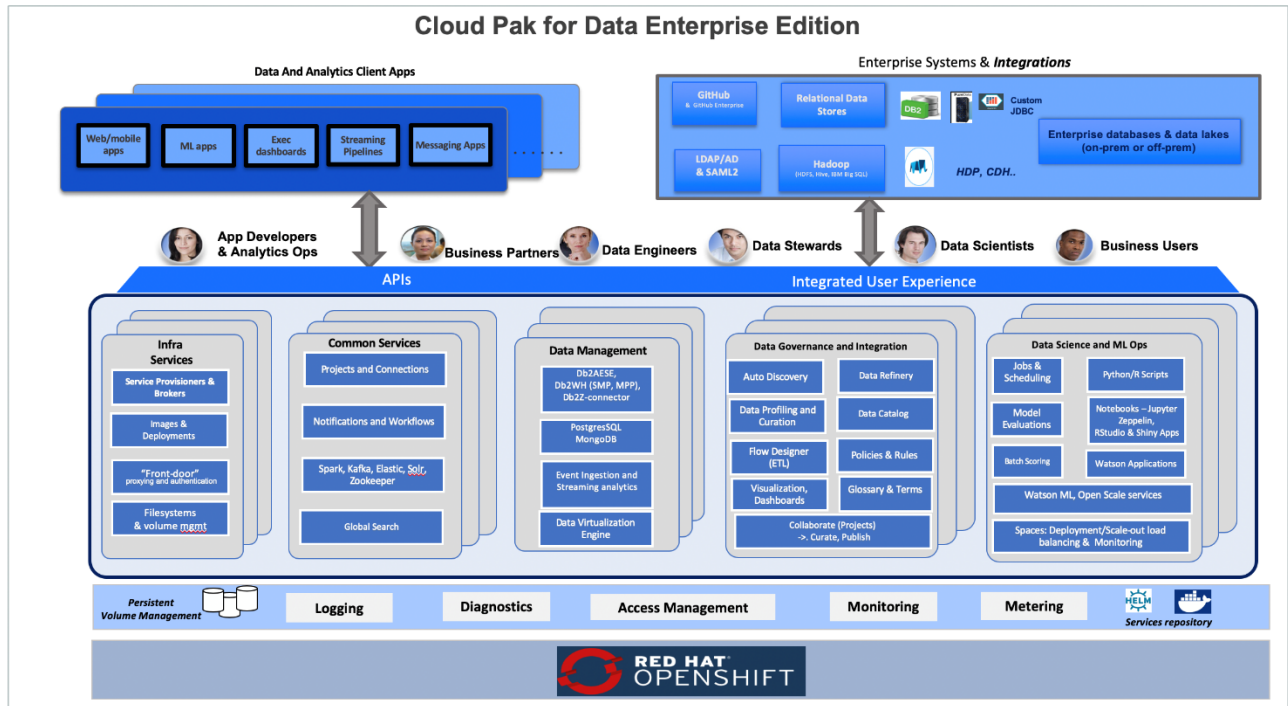 Cloud Pak for Data Enterprise Edition
Data And Analytics Client Apps
Web/mobile
apps
ML apps
Exec
dashboards
Streaming
Pipelines
Messaging Apps
......
Enterprise Systems & Integrations
GitHub
& GitHub Enterprise
Relational Data
Stores
DB2
Custom
JDBC
Enterprise databases & data lakes
(on-prem or off-prem)
LDAP/AD
& SAML2
Hadoop
(HDFS, Hive, IBM Big SQL)
HDP, CDH..
App Developers
& Analytics Ops
Business Partners
Data Engineers
Data Stewards
Data Scientists
Business Users
APIs
Integrated User Experience
Infra
Services
Service Provisioners &
Brokers
Images &
Deployments
"Front-door"
proxying and authentication
Filesystems
& volume mgmt
Common Services
Projects and Connections
Notifications and Workflows
Spark, Kafka, Elastic, Solr,
Zookeeper
Global Search
Data Management
Db2AESE,
Db2WH (SMP, MPP),
Db2Z-connector
PostgresSQL
MongoDB
Event Ingestion and
Streaming analytics
Data Virtualization
Engine
Data Governance and Integration
Auto Discovery
Data Refinery
Data Profiling and
Curation
Data Catalog
Flow Designer
(ETL)
Policies & Rules
Visualization,
Dashboards
Glossary & Terms
Collaborate (Projects)
->. Curate, Publish
Data Science and ML Ops
Jobs &
Scheduling
Python/R Scripts
Model
Evaluations
Notebooks – Jupyter
Zeppelin,
RStudio & Shiny Apps
Batch Scoring
Watson Applications
Watson ML, Open Scale services
Spaces: Deployment/Scale-out load
balancing & Monitoring
Persistent
Volume Management
Logging
Diagnostics
Access Management
Monitoring
Metering
HELM
Services repository
RED HAT®
OPENSHIFT